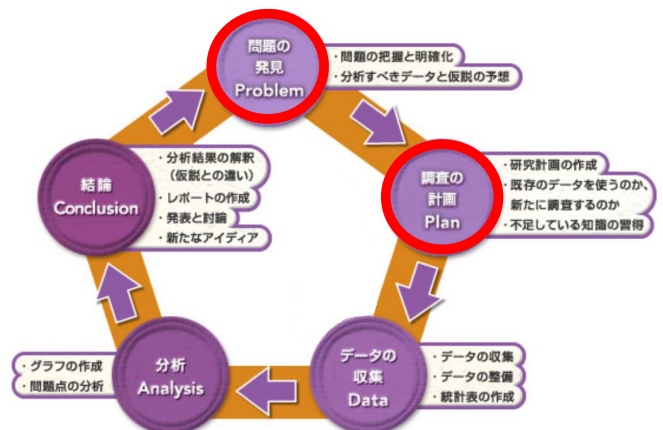 問題の
発見
Problem
・問題の把握と明確化
・分析すべきデータと仮説の予想
調査の
計画
Plan
・研究計画の作成
・既存のデータを使うのか、
新たに調査するのか
・不足している知識の習得
データの
収集
Data
・データの収集
・データの整備
・統計表の作成
分析
Analysis
・グラフの作成
・問題点の分析
結論
Conclusion
・分析結果の解釈
（仮説との違い）
・レポートの作成
・発表と討論
・新たなアイディア